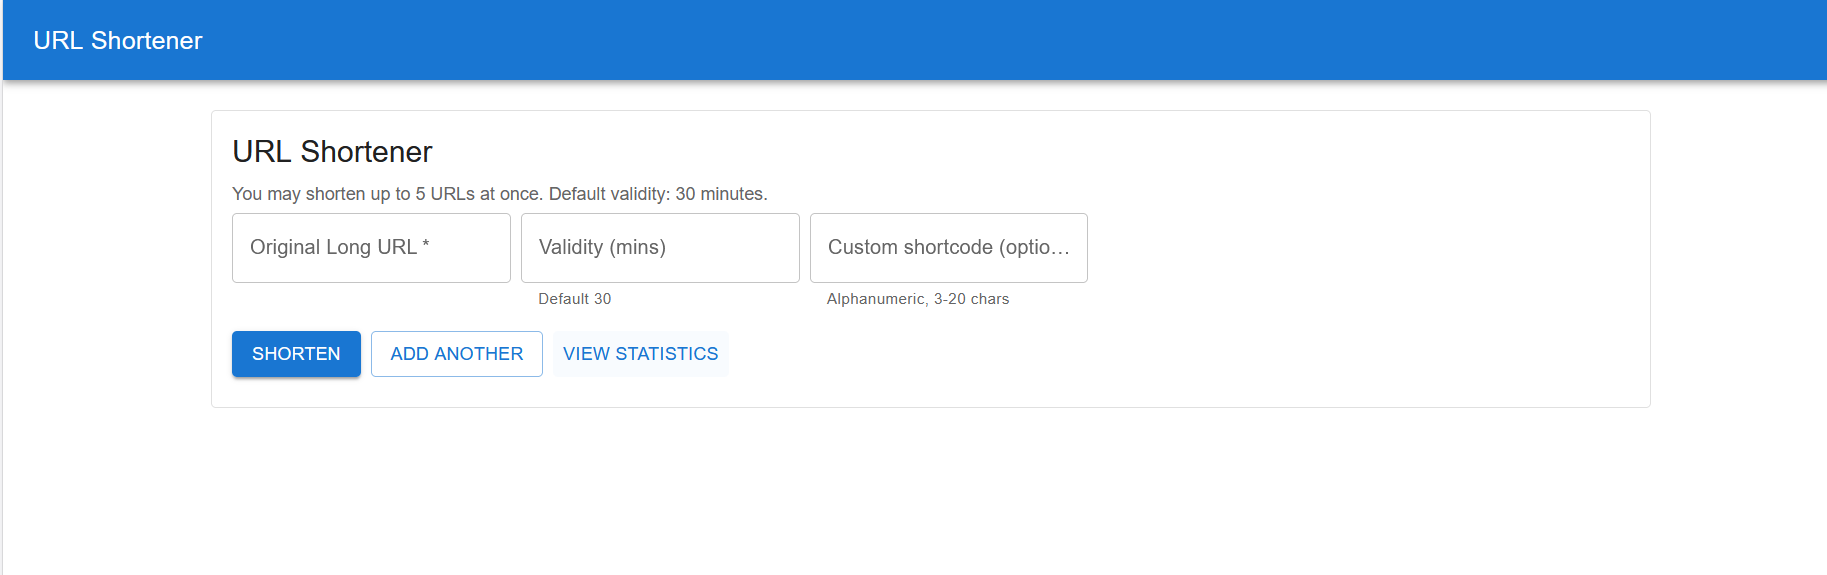 URL Shortener
URL Shortener
You may shorten up to 5 URLs at once. Default validity: 30 minutes.
Original Long URL * Validity (mins) Custom shortcode (optio…
Default 30 Alphanumeric, 3-20 chars
SHORTEN ADD ANOTHER VIEW STATISTICS